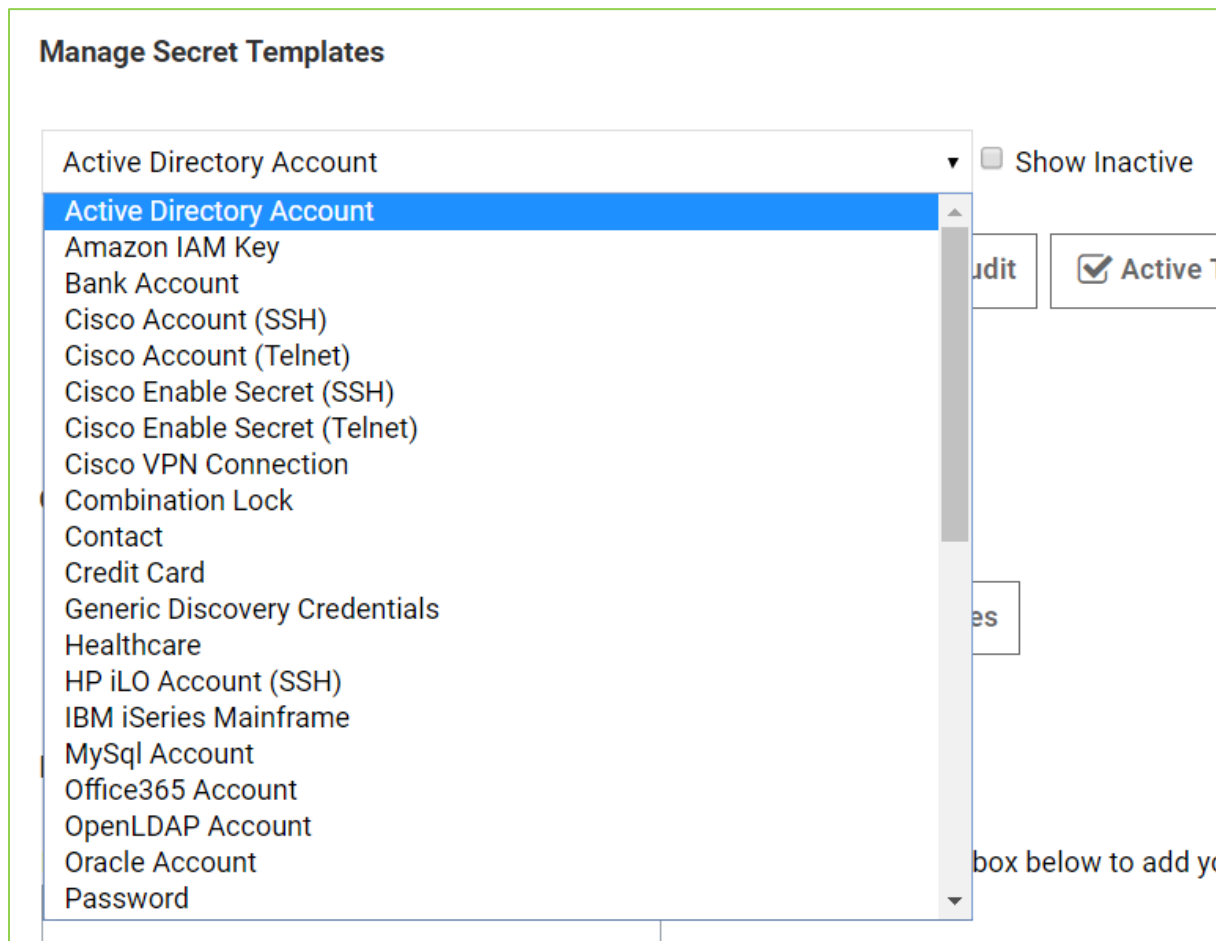 Manage Secret Templates
Active Directory Account
Show Inactive
Active Directory Account
Amazon IAM Key
Bank Account
Active
Cisco Account (SSH)
Cisco Account (Telnet)
Cisco Enable Secret (SSH)
Cisco Enable Secret (Telnet)
Cisco VPN Connection
Combination Lock
Contact
Credit Card
Generic Discovery Credentials
Healthcare
HP iLO Account (SSH)
IBM iSeries Mainframe
MySql Account
Office365 Account
OpenLDAP Account
Oracle Account
box below to add
Password